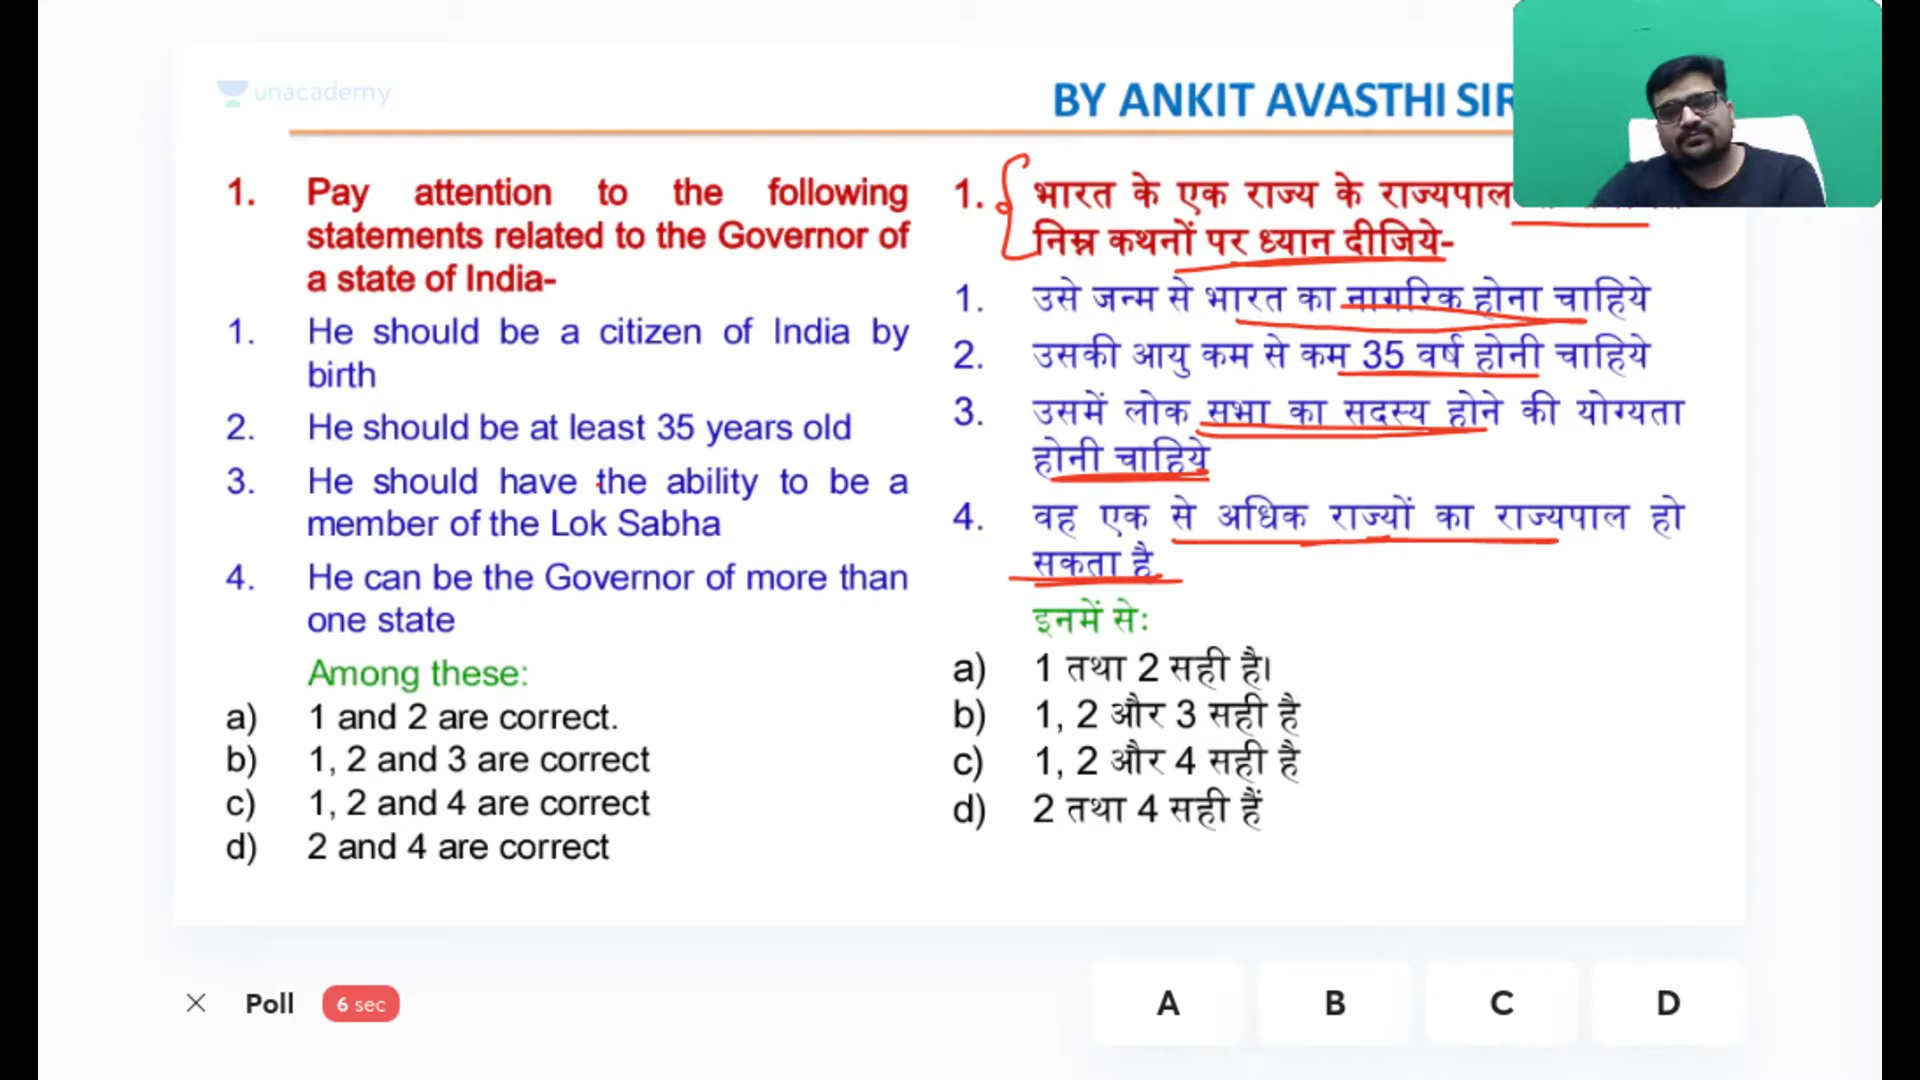 unacademy
BY ANKIT AVASTHI SIR
1. Pay attention to the following
statements related to the Governor of
a state of India-
1. He should be a citizen of India by
birth
2. He should be at least 35 years old
3. He should have the ability to be a
member of the Lok Sabha
4. He can be the Governor of more than
one state
Among these:
a) 1 and 2 are correct.
b) 1, 2 and 3 are correct
c) 1, 2 and 4 are correct
d) 2 and 4 are correct
1. भारत के एक राज्य के राज्यपाल
निम्न कथनों पर ध्यान दीजिये-
1. उसे जन्म से भारत का नागरिक होना चाहिये
2. उसकी आयु कम से कम 35 वर्ष होनी चाहिये
3. उसमें लोक सभा का सदस्य होने की योग्यता
होनी चाहिये
4. वह एक से अधिक राज्यों का राज्यपाल हो
सकता है
इनमें से:
a) 1 तथा 2 सही है।
b) 1, 2 और 3 सही है
c) 1, 2 और 4 सही है
d) 2 तथा 4 सही हैं
Poll 6 sec
A B C D